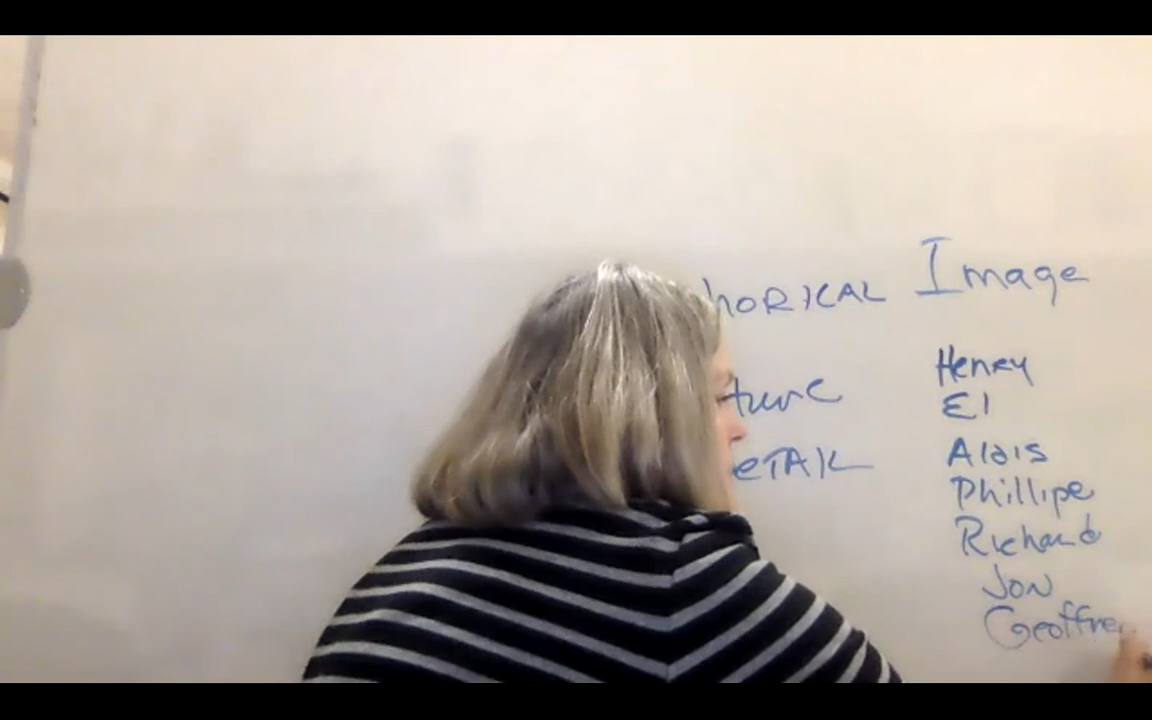 horical Image
ture
etail
Henry
El
Alais
Phillipe
Richard
Jon
Geoffre